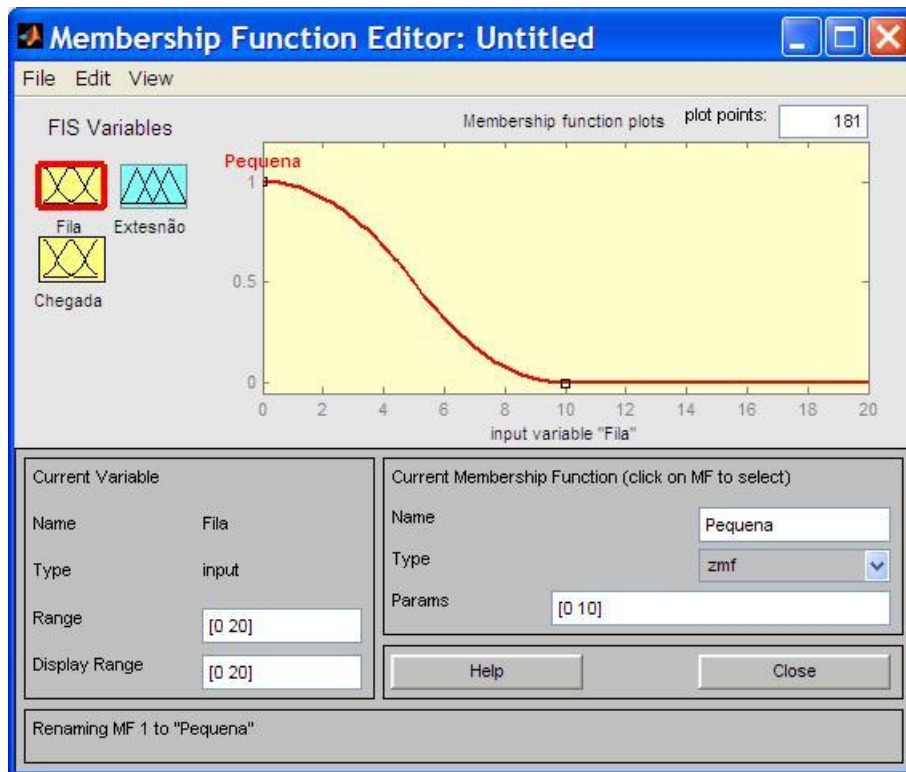 Membership Function Editor: Untitled
File Edit View
FIS Variables
Membership function plots
plot points:
181
Fila
Extesnão
Chegada
Pequena
1
0.5
0
0 2 4 6 8 10 12 14 16 18 20
input variable "Fila"
Current Variable
Name Fila
Type input
Range [0 20]
Display Range [0 20]
Current Membership Function (click on MF to select)
Name Pequena
Type zmf
Params [0 10]
Help Close
Renaming MF 1 to "Pequena"